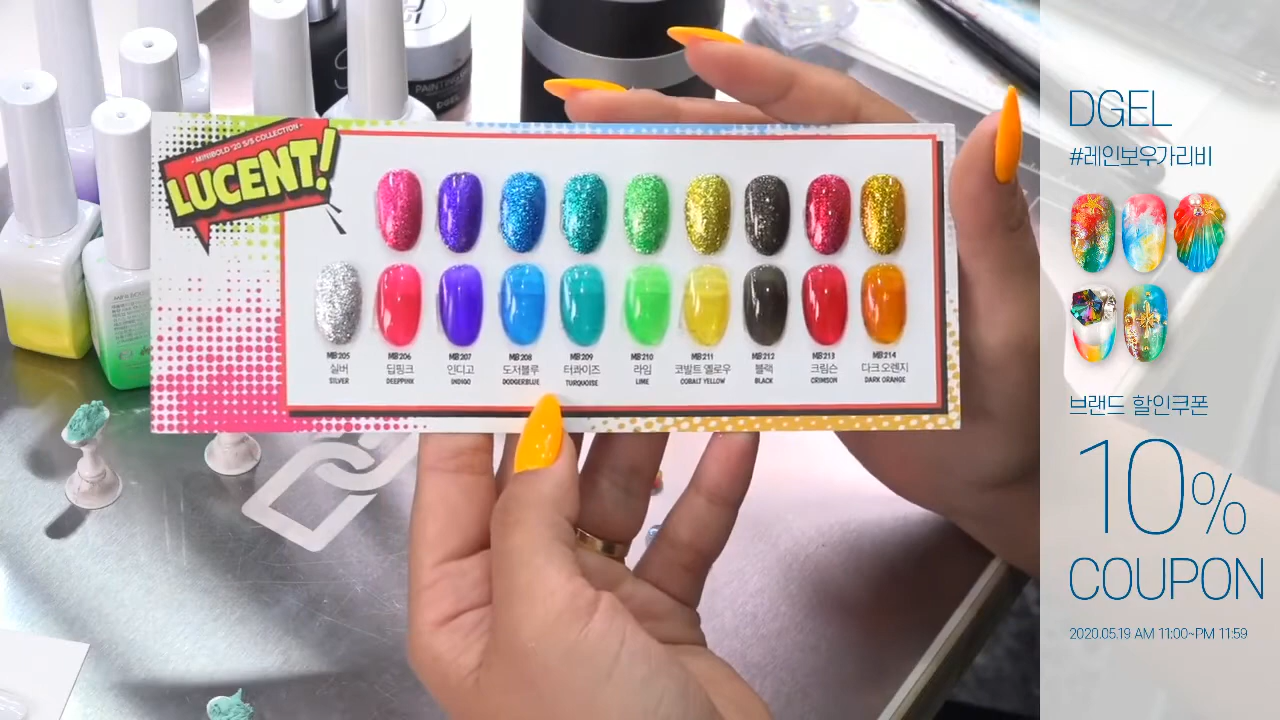 PAINTING
DGEL
- MINIBOLD '20 S/S COLLECTION -
LUCENT!
MB205
실버
SILVER
MB206
딥핑크
DEEPPINK
MB207
인디고
INDIGO
MB208
도저블루
DODGERBLUE
MB209
터콰이즈
TURQUOISE
MB210
라임
LIME
MB211
코발트 옐로우
COBALT YELLOW
MB212
블랙
BLACK
MB213
크림슨
CRIMSON
MB214
다크 오렌지
DARK ORANGE
DGEL
#레인보우가리비
브랜드 할인쿠폰
10%
COUPON
2020.05.19 AM 11:00~PM 11:59